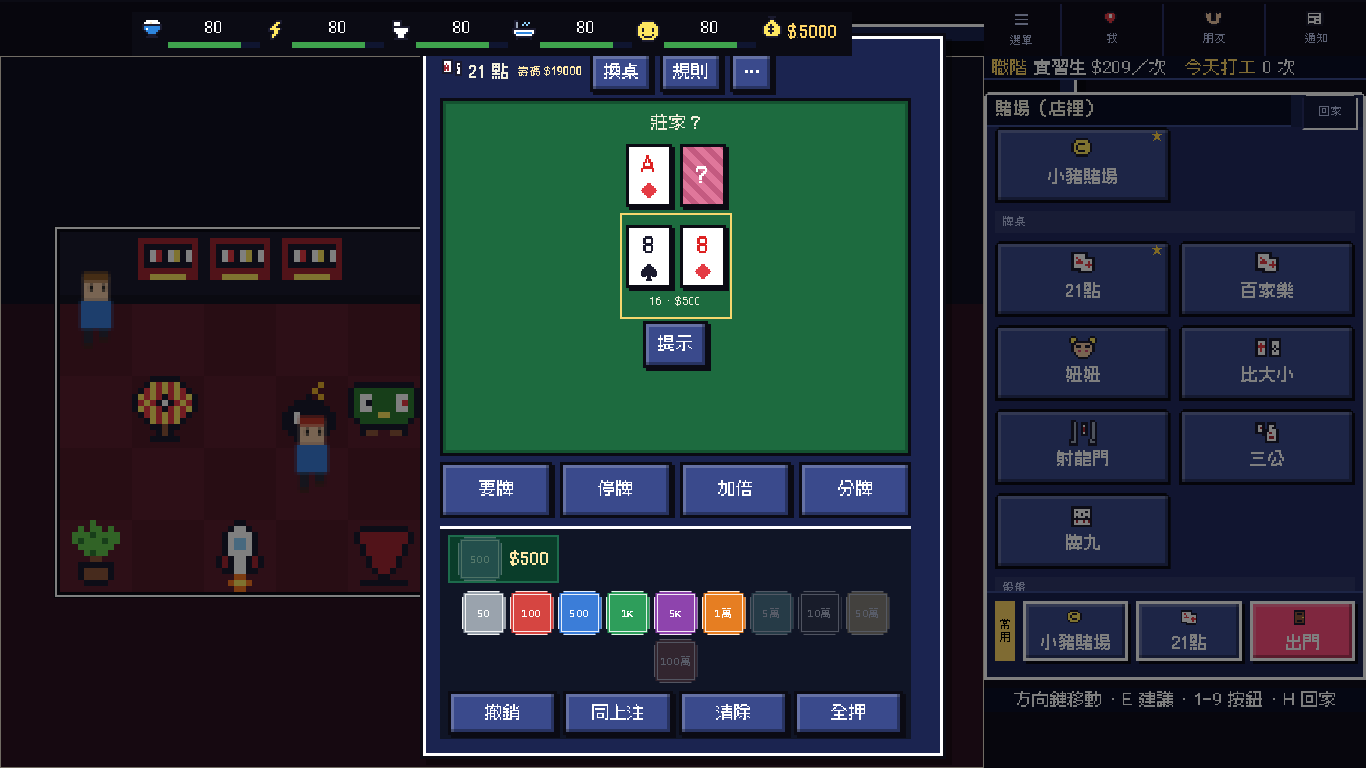 80 80 80 80 80 $5000
選單 我 朋友 通知
職階 實習生 $209／次 今天打工 0 次
21 點 籌碼 $19000 換桌 規則 ...
莊家？
A ?
8 8
16 · $500
提示
要牌 停牌 加倍 分牌
500 $500
50 100 500 1K 5K 1萬 5萬 10萬 50萬
100萬
撤銷 同上注 清除 全押
賭場（店裡） 回家
小豬賭場
牌桌
21點 百家樂
妞妞 比大小
射龍門 三公
牌九
常用 小豬賭場 21點 出門
方向鍵移動 · E 建議 · 1-9 按鈕 · H 回家